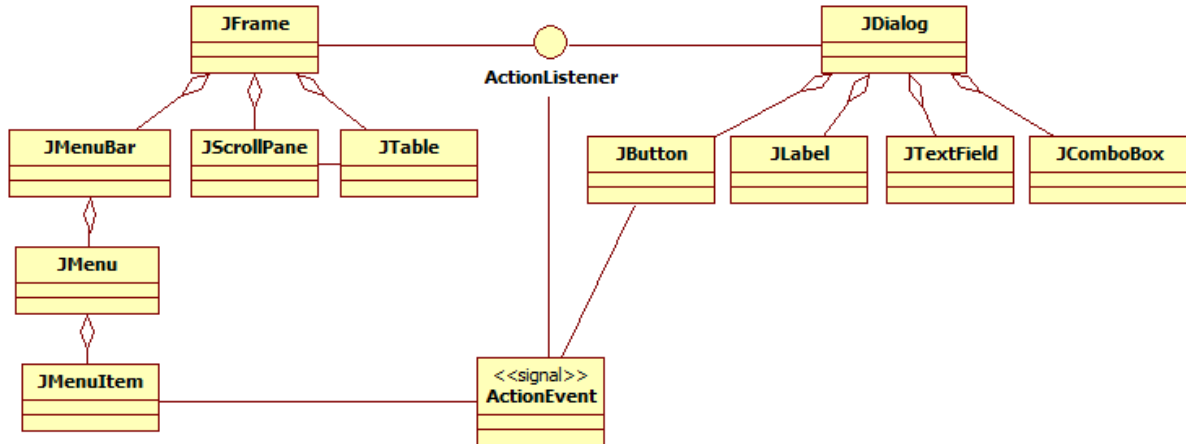 JFrame
JDialog
ActionListener
JMenuBar
JScrollPane
JTable
JButton
JLabel
JTextField
JComboBox
JMenu
JMenuItem
<<signal>>
ActionEvent